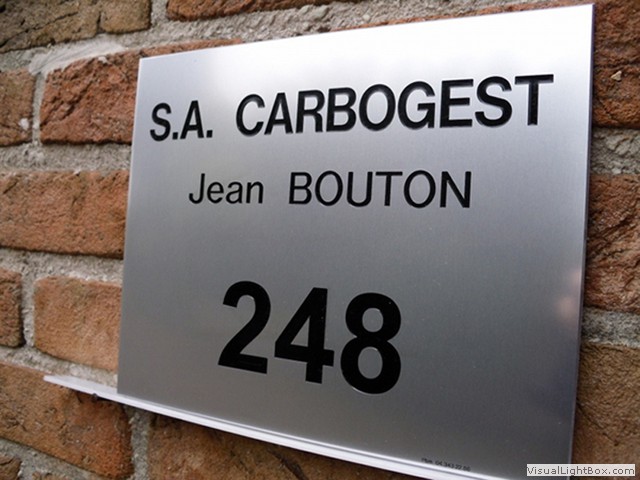 S.A. CARBOGEST
Jean BOUTON
248
VisualLightBox.com